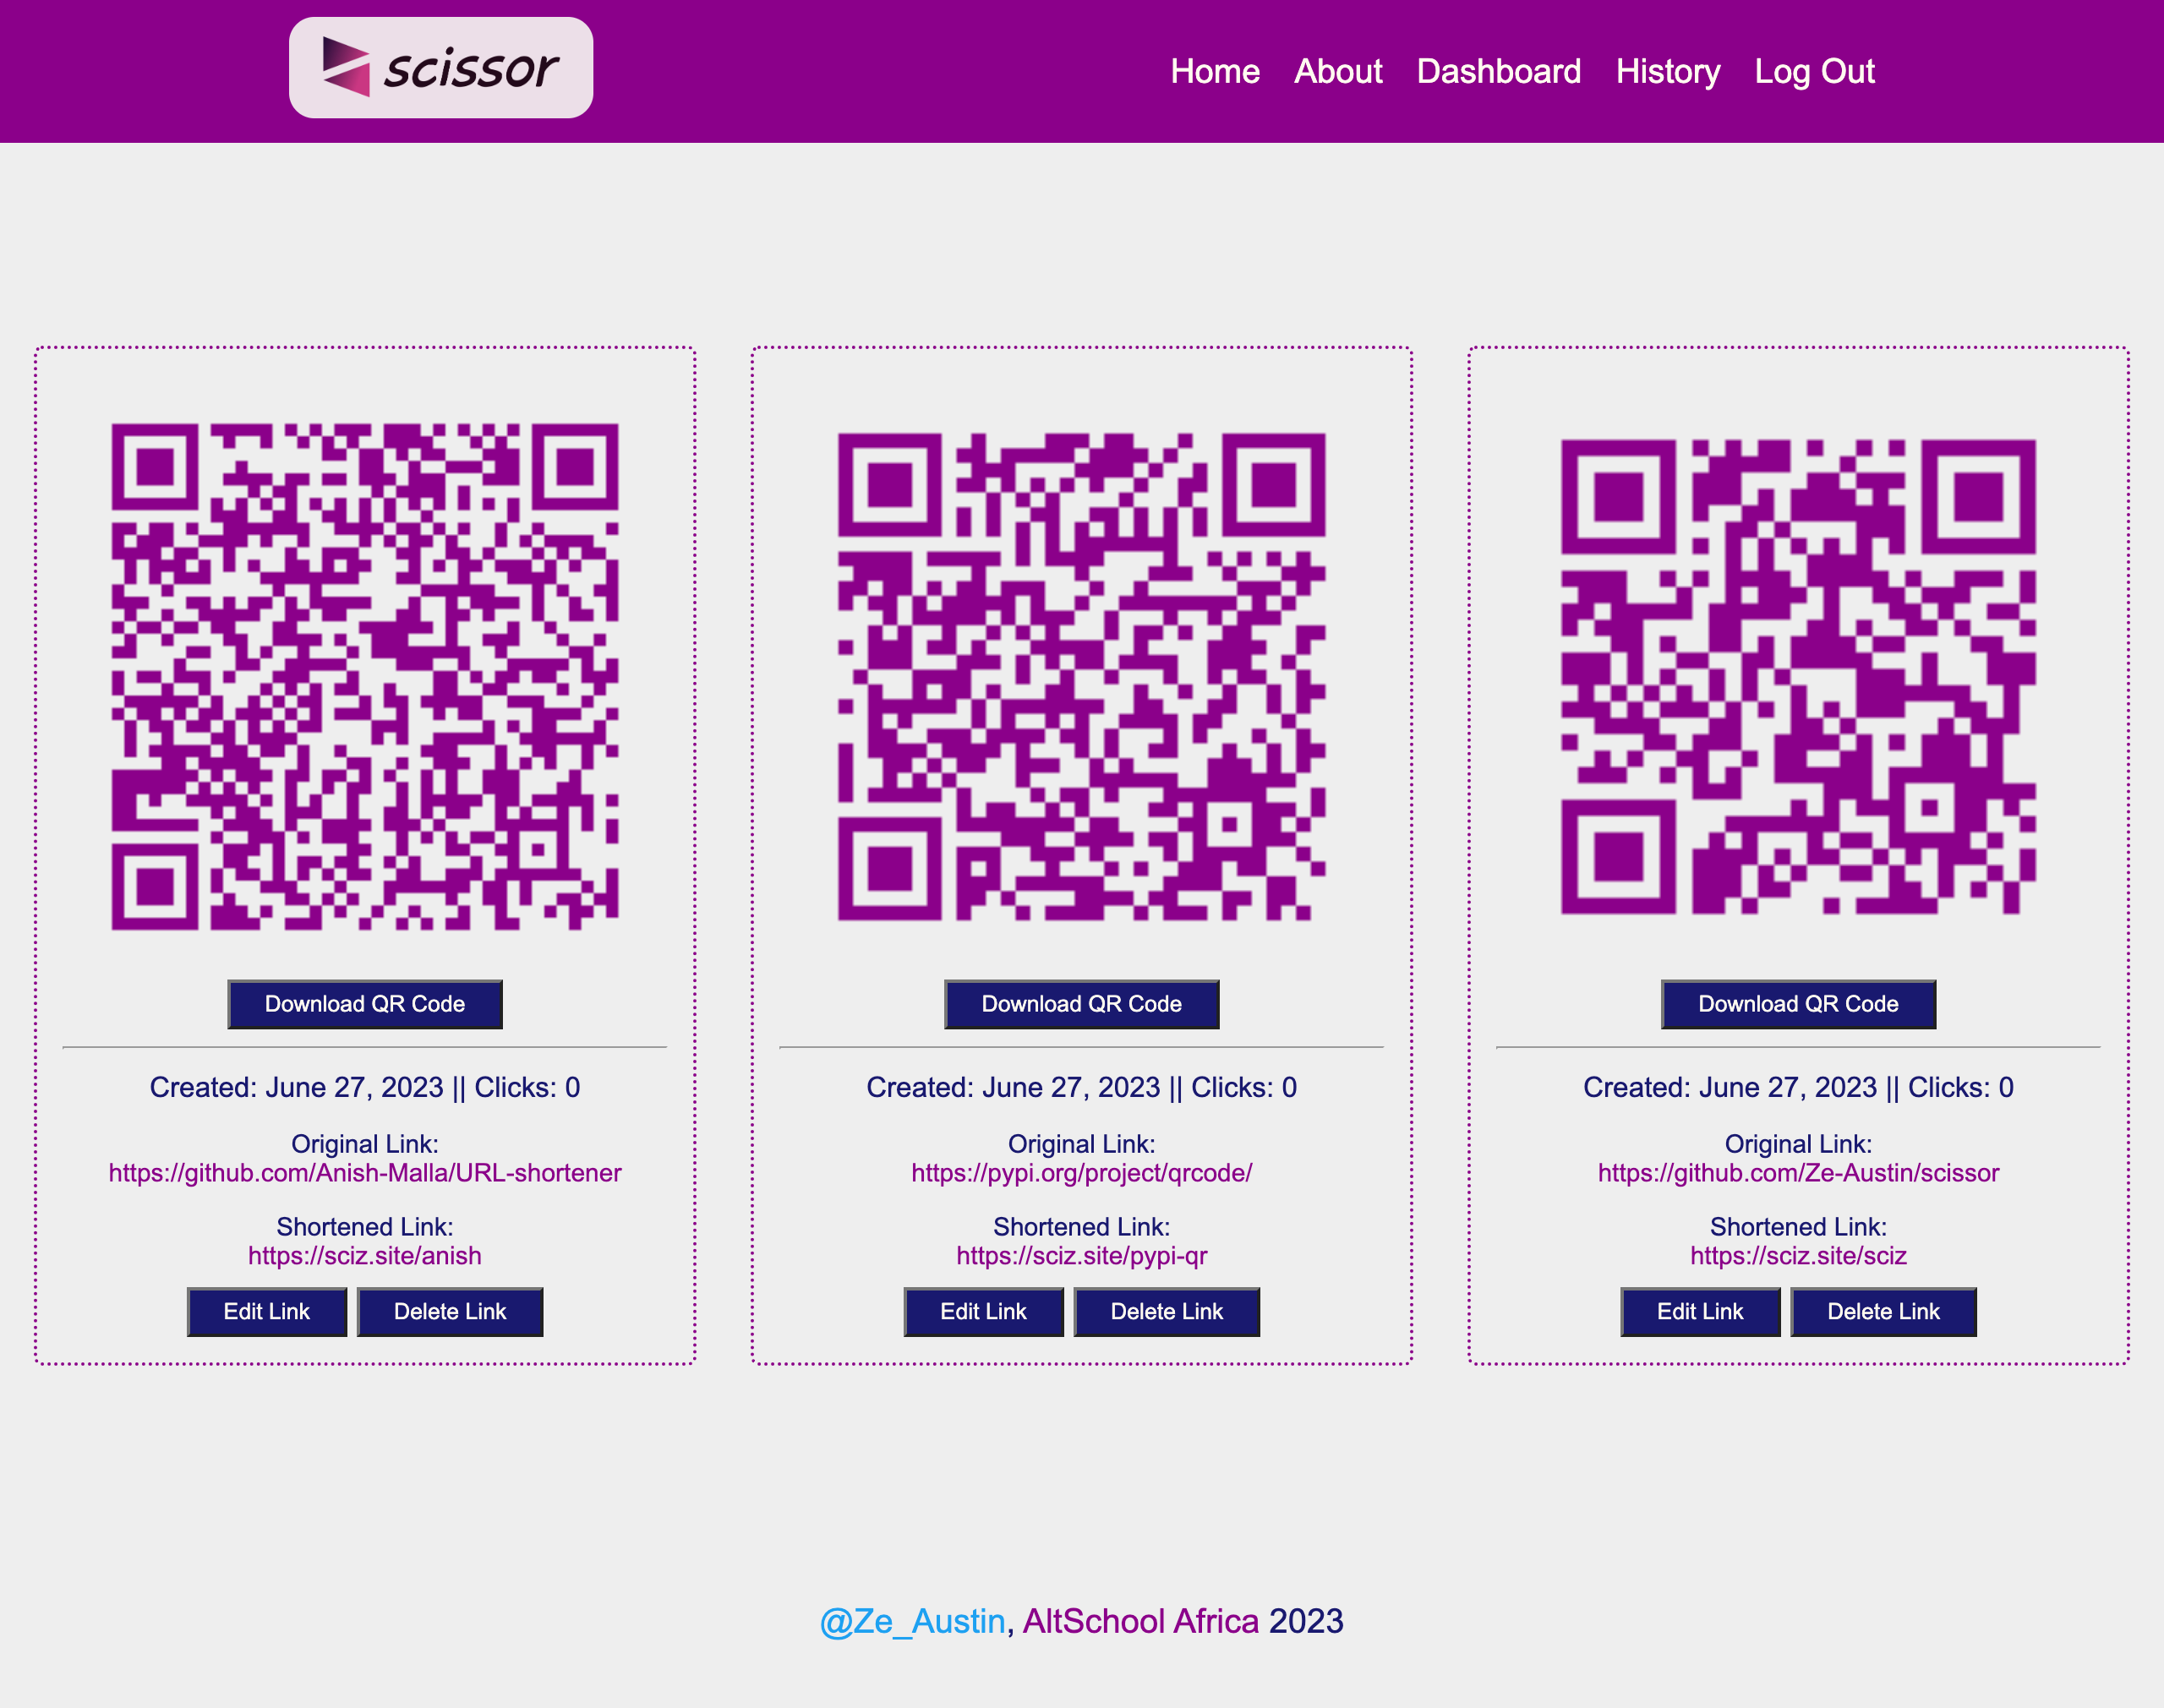 scissor
Home About Dashboard History Log Out
Download QR Code
Created: June 27, 2023 || Clicks: 0
Original Link:
https://github.com/Anish-Malla/URL-shortener
Shortened Link:
https://sciz.site/anish
Edit Link Delete Link
Download QR Code
Created: June 27, 2023 || Clicks: 0
Original Link:
https://pypi.org/project/qrcode/
Shortened Link:
https://sciz.site/pypi-qr
Edit Link Delete Link
Download QR Code
Created: June 27, 2023 || Clicks: 0
Original Link:
https://github.com/Ze-Austin/scissor
Shortened Link:
https://sciz.site/sciz
Edit Link Delete Link
@Ze_Austin, AltSchool Africa 2023